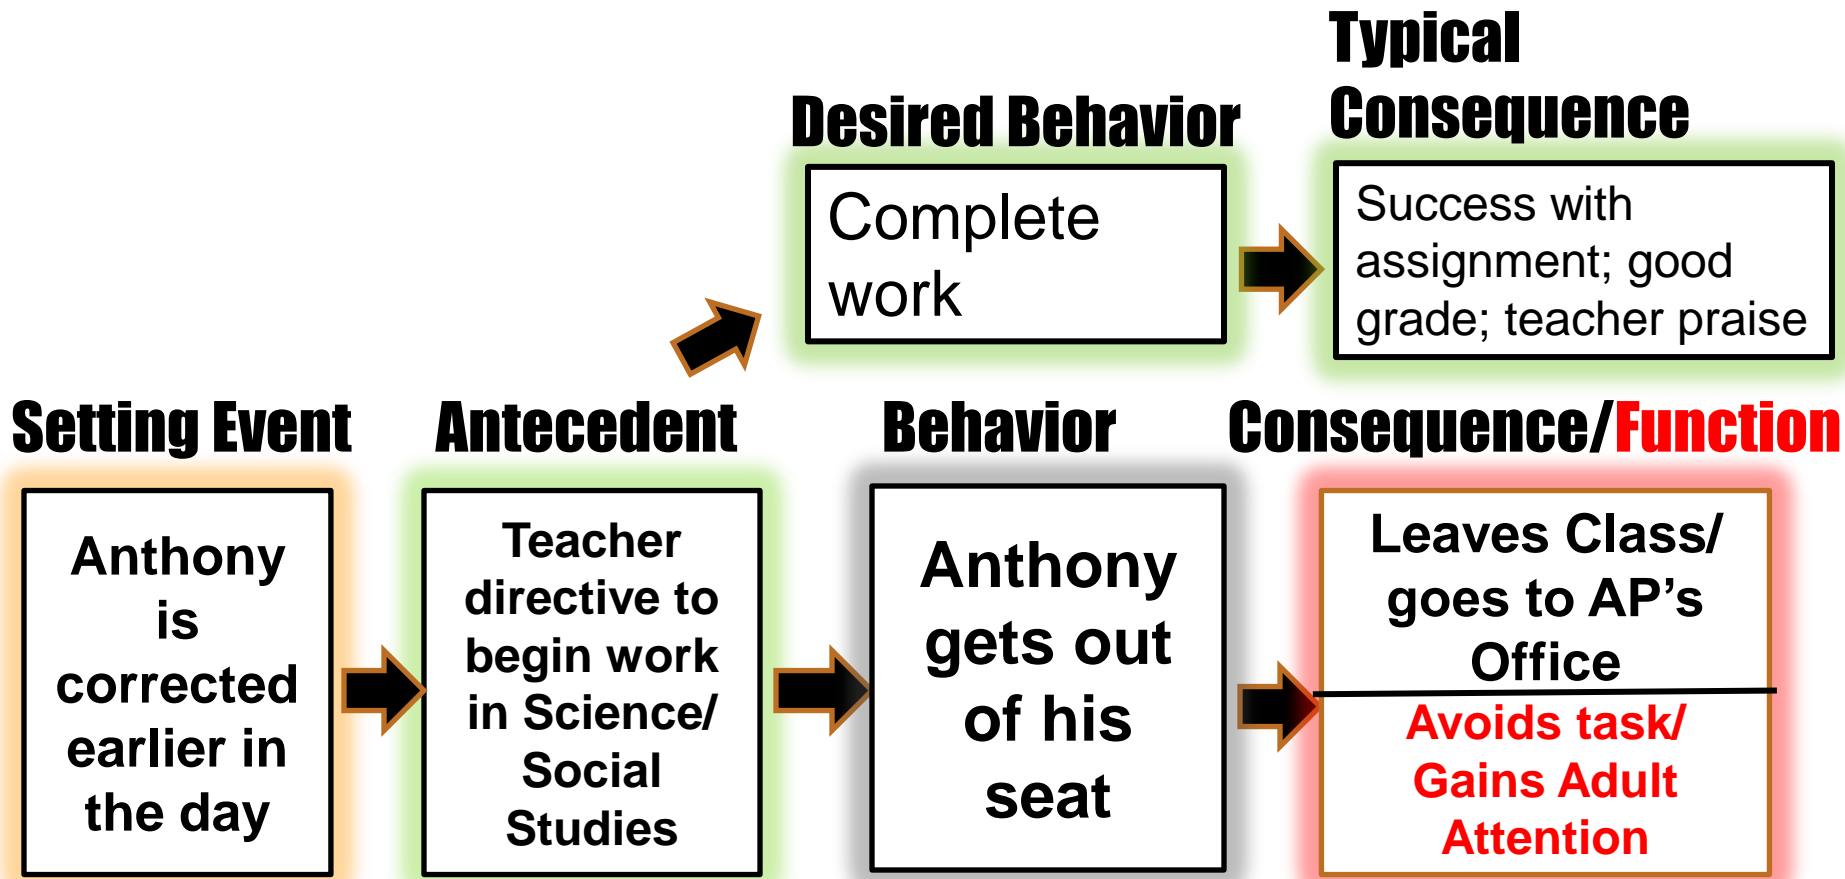 Typical
Consequence
Desired Behavior
Complete
work
Success with
assignment; good
grade; teacher praise
Setting Event
Antecedent
Behavior
Consequence/Function
Anthony
is
corrected
earlier in
the day
Teacher
directive to
begin work
in Science/
Social
Studies
Anthony
gets out
of his
seat
Leaves Class/
goes to AP’s
Office
Avoids task/
Gains Adult
Attention